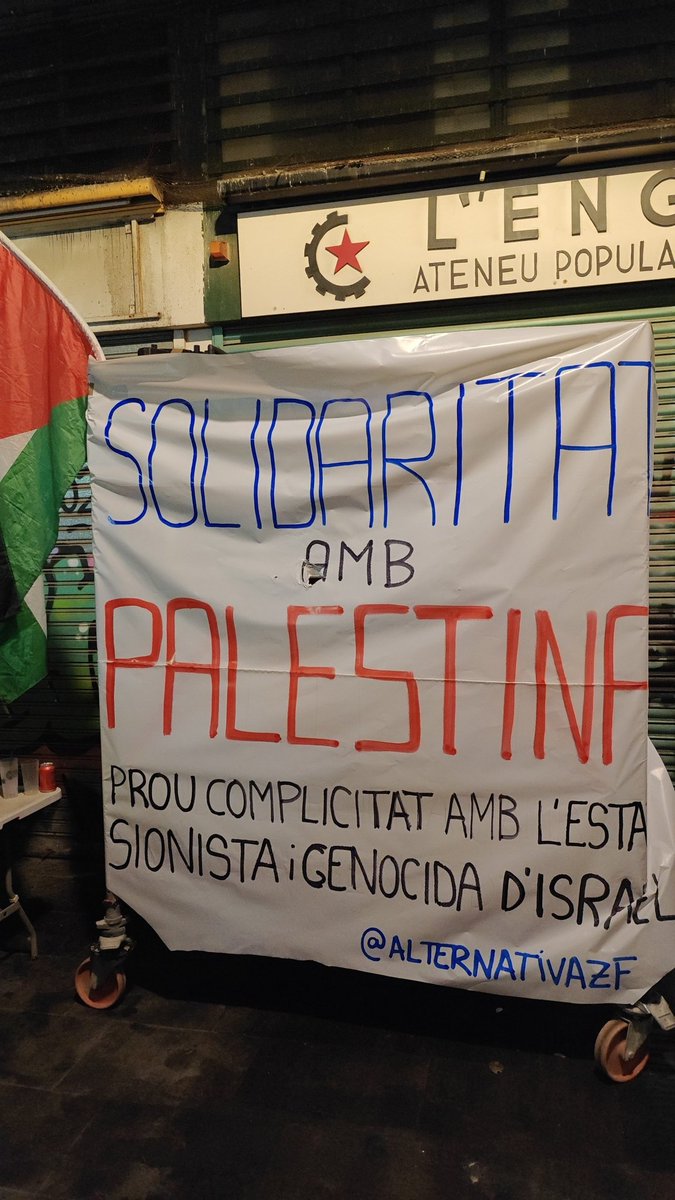 L'ENG
ATENEU POPULA
SOLIDARITAT
AMB
PALESTINA
PROU COMPLICITAT AMB L'ESTA
SIONISTA i GENOCIDA D'ISRAEL
@ALTERNATIVAZF